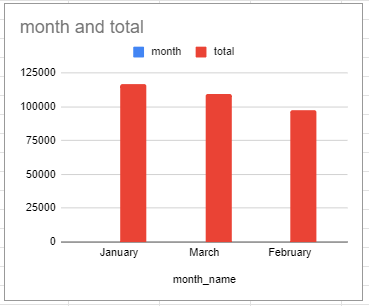 month and total
month total
125000
100000
75000
50000
25000
0
January March February
month_name